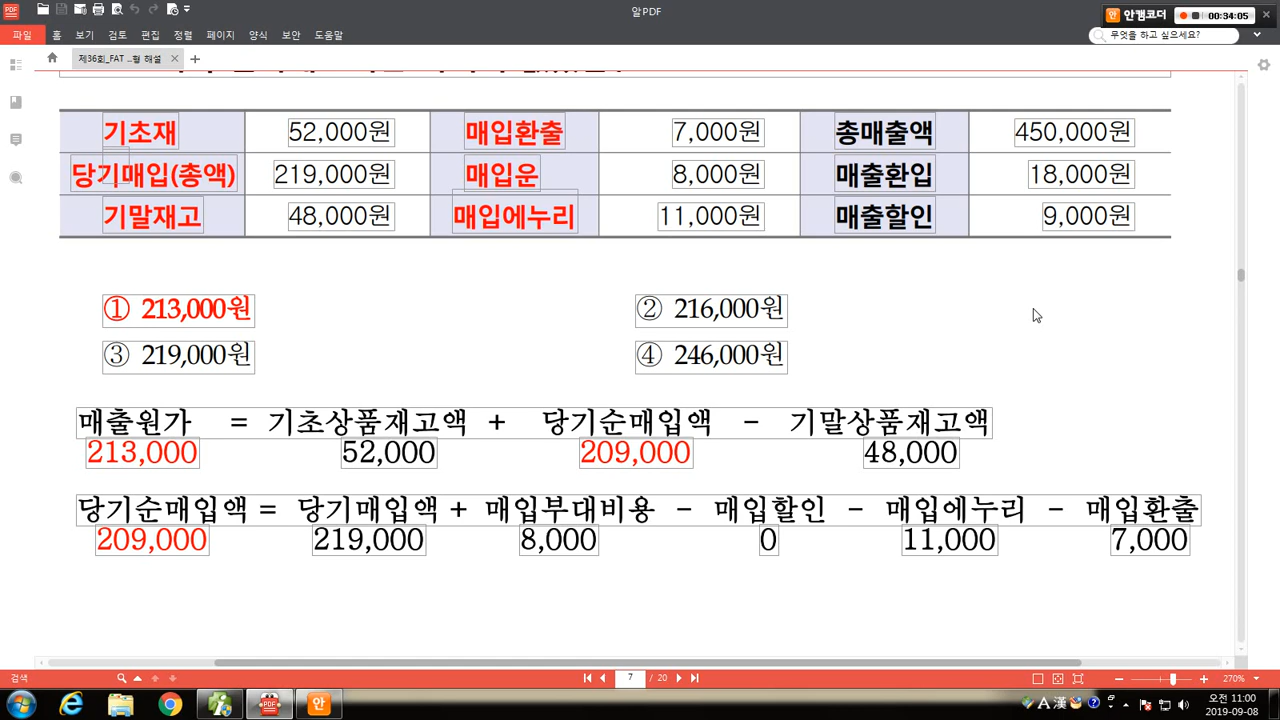 알PDF
안캠코더
00:34:05
파일 홈 보기 검토 편집 정렬 페이지 양식 보안 도움말
무엇을 하고 싶으세요?
제36회_FAT ...형 해설
기초재 52,000원 매입환출 7,000원 총매출액 450,000원
당기매입(총액) 219,000원 매입운 8,000원 매출환입 18,000원
기말재고 48,000원 매입에누리 11,000원 매출할인 9,000원
① 213,000원 ② 216,000원
③ 219,000원 ④ 246,000원
매출원가 = 기초상품재고액 + 당기순매입액 - 기말상품재고액
213,000 52,000 209,000 48,000
당기순매입액 = 당기매입액 + 매입부대비용 - 매입할인 - 매입에누리 - 매입환출
209,000 219,000 8,000 0 11,000 7,000
검색 7 / 20 270%
A 漢 오전 11:00
2019-09-08